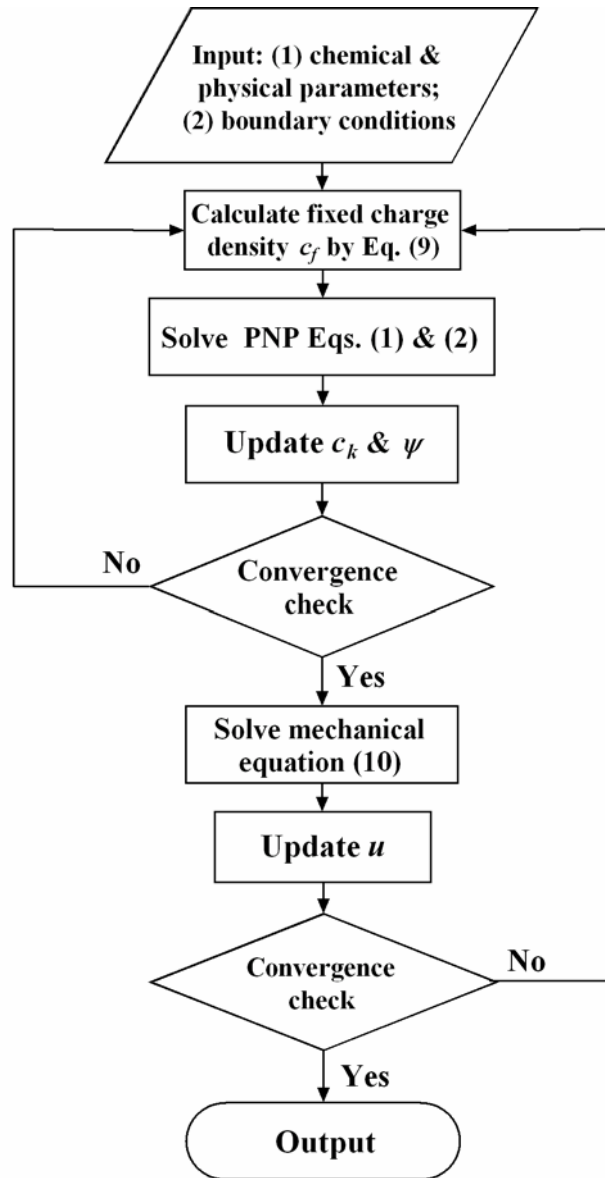 Input: (1) chemical &
physical parameters;
(2) boundary conditions
Calculate fixed charge
density c_f by Eq. (9)
Solve PNP Eqs. (1) & (2)
Update c_k & ψ
No
Convergence
check
Yes
Solve mechanical
equation (10)
Update u
Convergence
check
No
Yes
Output